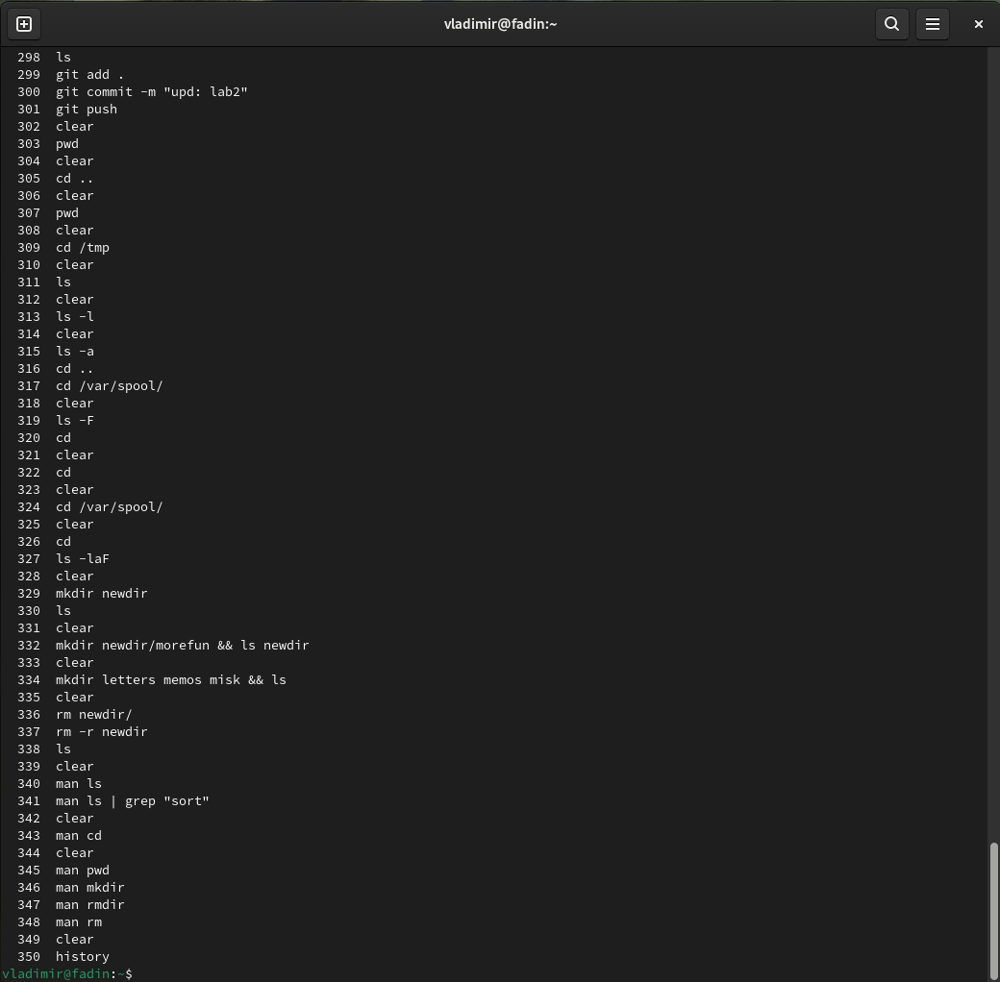 vladimir@fadin:~
298 ls
299 git add .
300 git commit -m "upd: lab2"
301 git push
302 clear
303 pwd
304 clear
305 cd ..
306 clear
307 pwd
308 clear
309 cd /tmp
310 clear
311 ls
312 clear
313 ls -l
314 clear
315 ls -a
316 cd ..
317 cd /var/spool/
318 clear
319 ls -F
320 cd
321 clear
322 cd
323 clear
324 cd /var/spool/
325 clear
326 cd
327 ls -laF
328 clear
329 mkdir newdir
330 ls
331 clear
332 mkdir newdir/morefun && ls newdir
333 clear
334 mkdir letters memos misk && ls
335 clear
336 rm newdir/
337 rm -r newdir
338 ls
339 clear
340 man ls
341 man ls | grep "sort"
342 clear
343 man cd
344 clear
345 man pwd
346 man mkdir
347 man rmdir
348 man rm
349 clear
350 history
vladimir@fadin:~$